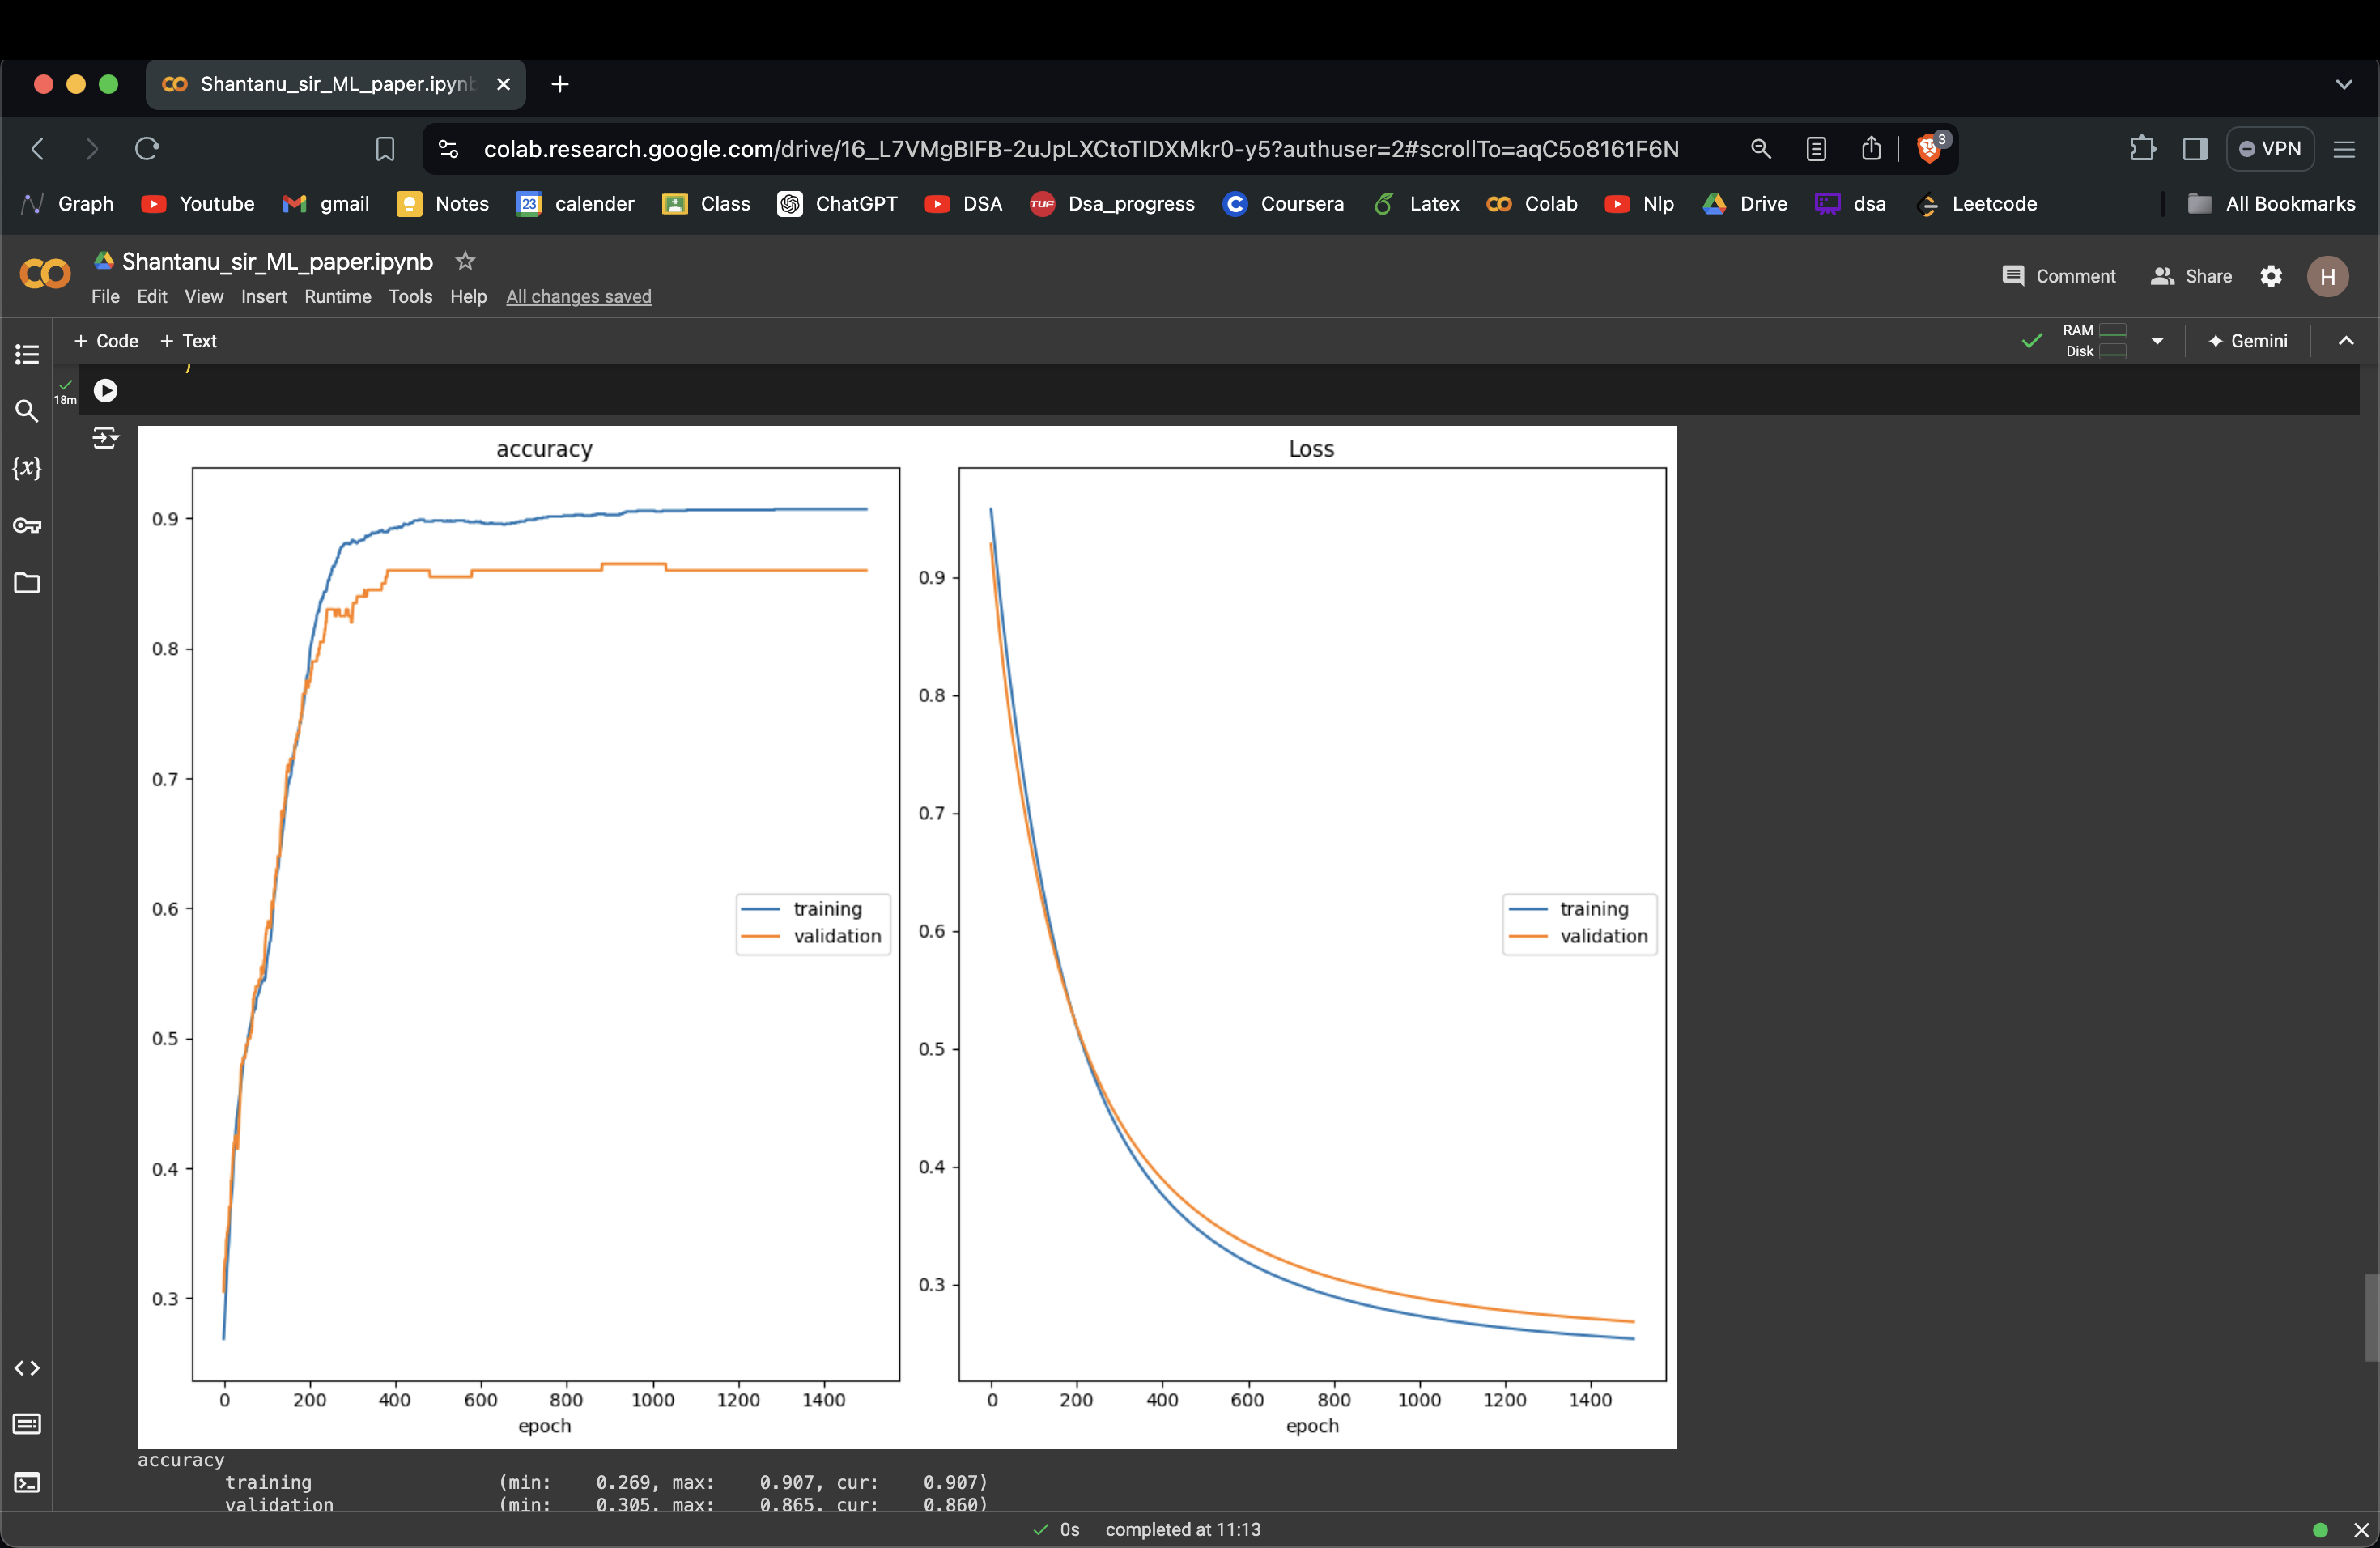 Shantanu_sir_ML_paper.ipynb
colab.research.google.com/drive/16_L7VMgBIFB-2uJpLXCtoTIDXMkr0-y5?authuser=2#scrollTo=aqC5o8161F6N
3
VPN
Graph Youtube gmail Notes 23 calender Class ChatGPT DSA TUF Dsa_progress Coursera Latex Colab Nlp Drive dsa Leetcode All Bookmarks
Shantanu_sir_ML_paper.ipynb
Comment Share H
File Edit View Insert Runtime Tools Help All changes saved
+ Code + Text
RAM
Disk
Gemini
{x}
18m
)
accuracy
0.9
0.8
0.7
0.6
0.5
0.4
0.3
training
validation
0 200 400 600 800 1000 1200 1400
epoch
Loss
0.9
0.8
0.7
0.6
0.5
0.4
0.3
training
validation
0 200 400 600 800 1000 1200 1400
epoch
accuracy
training (min: 0.269, max: 0.907, cur: 0.907)
validation (min: 0.305, max: 0.865, cur: 0.860)
0s completed at 11:13